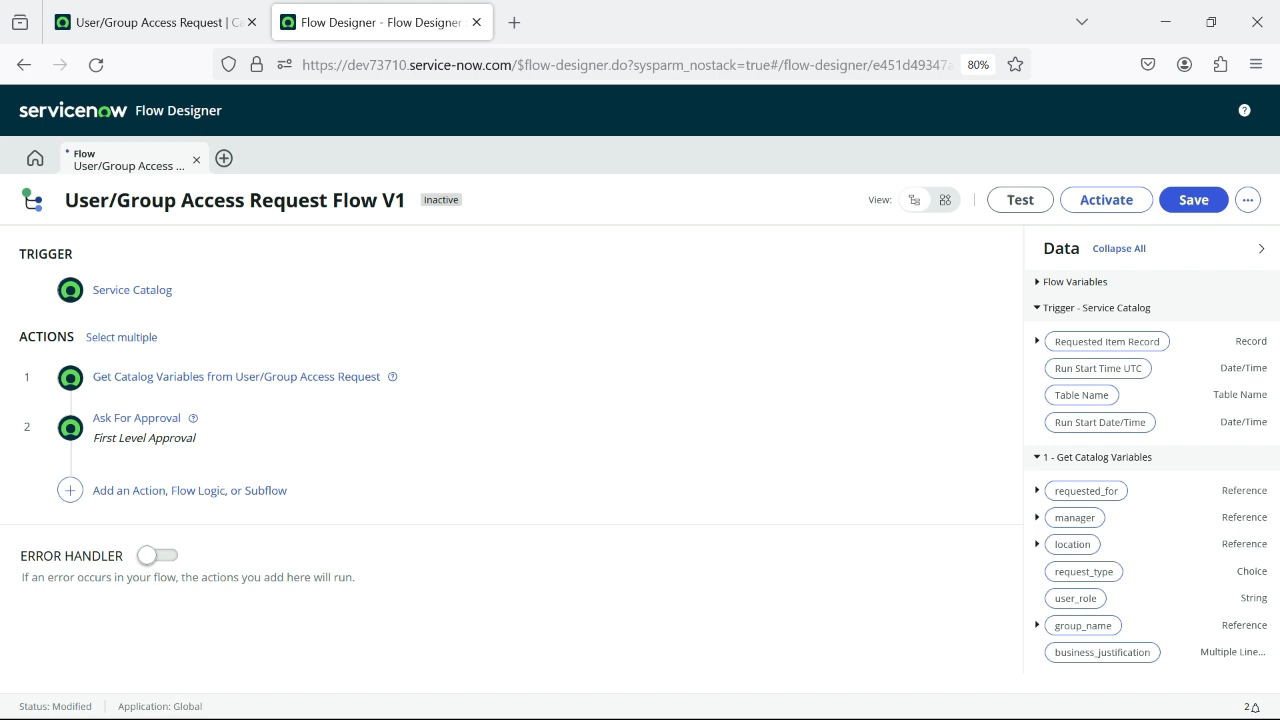 User/Group Access Request | C
Flow Designer - Flow Designer
https://dev73710.service-now.com/$flow-designer.do?sysparm_nostack=true#/flow-designer/e451d49347a
80%
servicenow Flow Designer
Flow
User/Group Access ...
User/Group Access Request Flow V1
Inactive
View:
Test
Activate
Save
TRIGGER
Service Catalog
ACTIONS Select multiple
1 Get Catalog Variables from User/Group Access Request
2 Ask For Approval
First Level Approval
Add an Action, Flow Logic, or Subflow
ERROR HANDLER
If an error occurs in your flow, the actions you add here will run.
Data Collapse All
Flow Variables
Trigger - Service Catalog
Requested Item Record Record
Run Start Time UTC Date/Time
Table Name Table Name
Run Start Date/Time Date/Time
1 - Get Catalog Variables
requested_for Reference
manager Reference
location Reference
request_type Choice
user_role String
group_name Reference
business_justification Multiple Line...
Status: Modified Application: Global
2